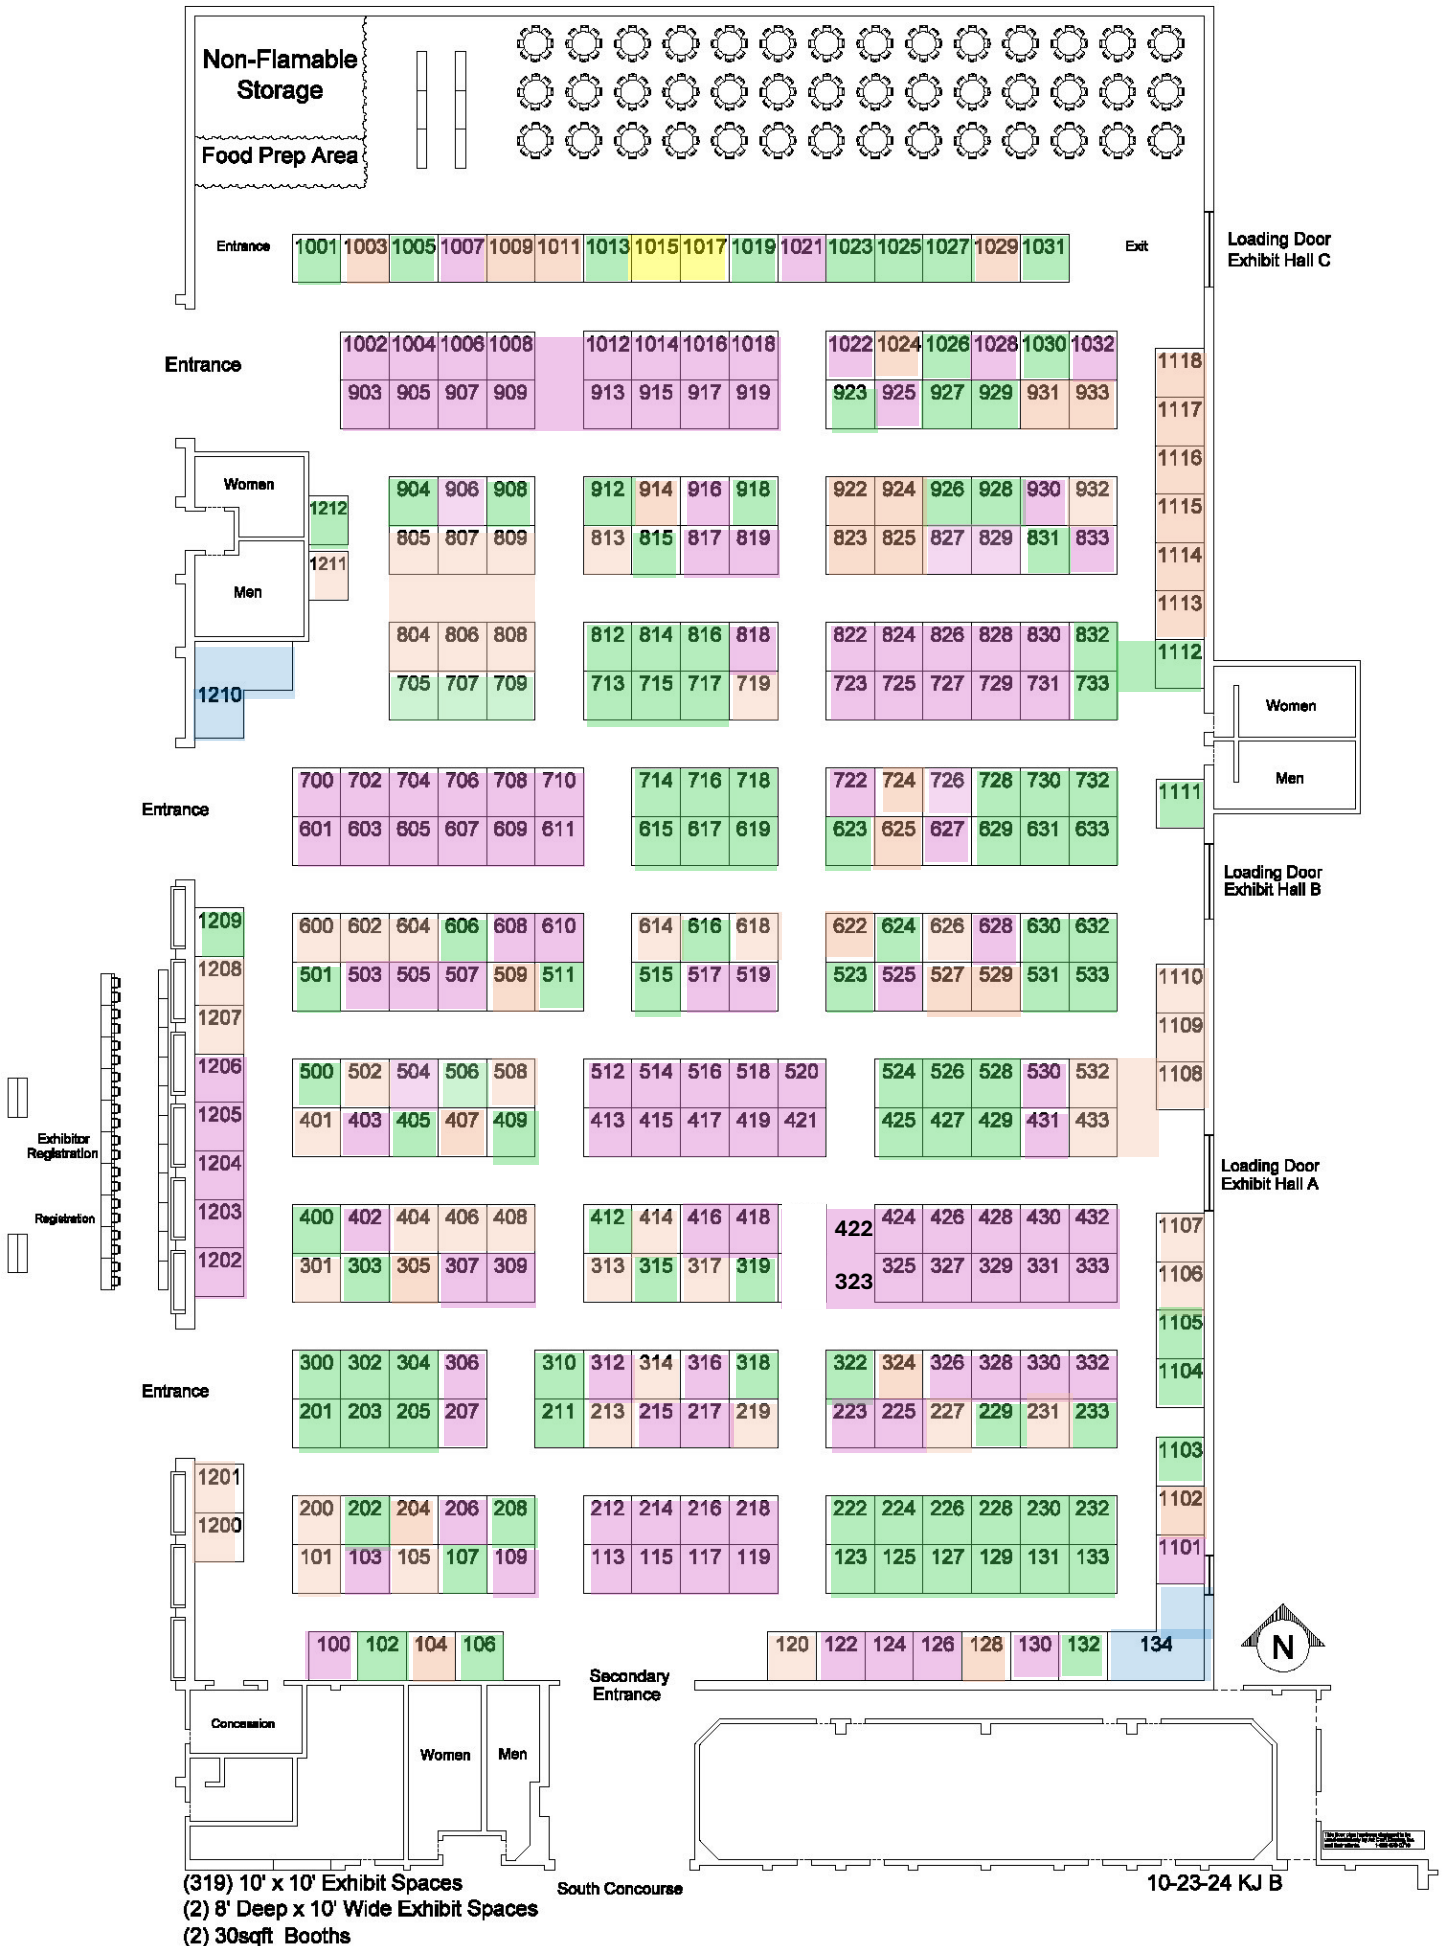 Non-Flamable
Storage
Food Prep Area
Entrance
1001 1003 1005 1007 1009 1011 1013 1015 1017 1019 1021 1023 1025 1027 1029 1031
Exit
Loading Door
Exhibit Hall C
Entrance
1002 1004 1006 1008 1012 1014 1016 1018 1022 1024 1026 1028 1030 1032
903 905 907 909 913 915 917 919 923 925 927 929 931 933
1118
1117
1116
1115
1114
1113
1112
Women
1212
1211
Men
1210
904 906 908 912 914 916 918 922 924 926 928 930 932
805 807 809 813 815 817 819 823 825 827 829 831 833
804 806 808 812 814 816 818 822 824 826 828 830 832
705 707 709 713 715 717 719 723 725 727 729 731 733
Women
Men
1111
Entrance
700 702 704 706 708 710 714 716 718 722 724 726 728 730 732
601 603 605 607 609 611 615 617 619 623 625 627 629 631 633
Loading Door
Exhibit Hall B
1209
1208
1207
1206
1205
1204
1203
1202
600 602 604 606 608 610 614 616 618 622 624 626 628 630 632
501 503 505 507 509 511 515 517 519 523 525 527 529 531 533
1110
1109
1108
500 502 504 506 508 512 514 516 518 520 524 526 528 530 532
401 403 405 407 409 413 415 417 419 421 425 427 429 431 433
Exhibitor
Registration
Registration
Loading Door
Exhibit Hall A
400 402 404 406 408 412 414 416 418 422 424 426 428 430 432
301 303 305 307 309 313 315 317 319 323 325 327 329 331 333
1107
1106
1105
1104
Entrance
300 302 304 306 310 312 314 316 318 322 324 326 328 330 332
201 203 205 207 211 213 215 217 219 223 225 227 229 231 233
1103
1102
1101
1201
1200
200 202 204 206 208 212 214 216 218 222 224 226 228 230 232
101 103 105 107 109 113 115 117 119 123 125 127 129 131 133
100 102 104 106
120 122 124 126 128 130 132 134
N
Secondary
Entrance
Concession
Women
Men
(319) 10' x 10' Exhibit Spaces
(2) 8' Deep x 10' Wide Exhibit Spaces
(2) 30sqft Booths
South Concourse
10-23-24 KJ B